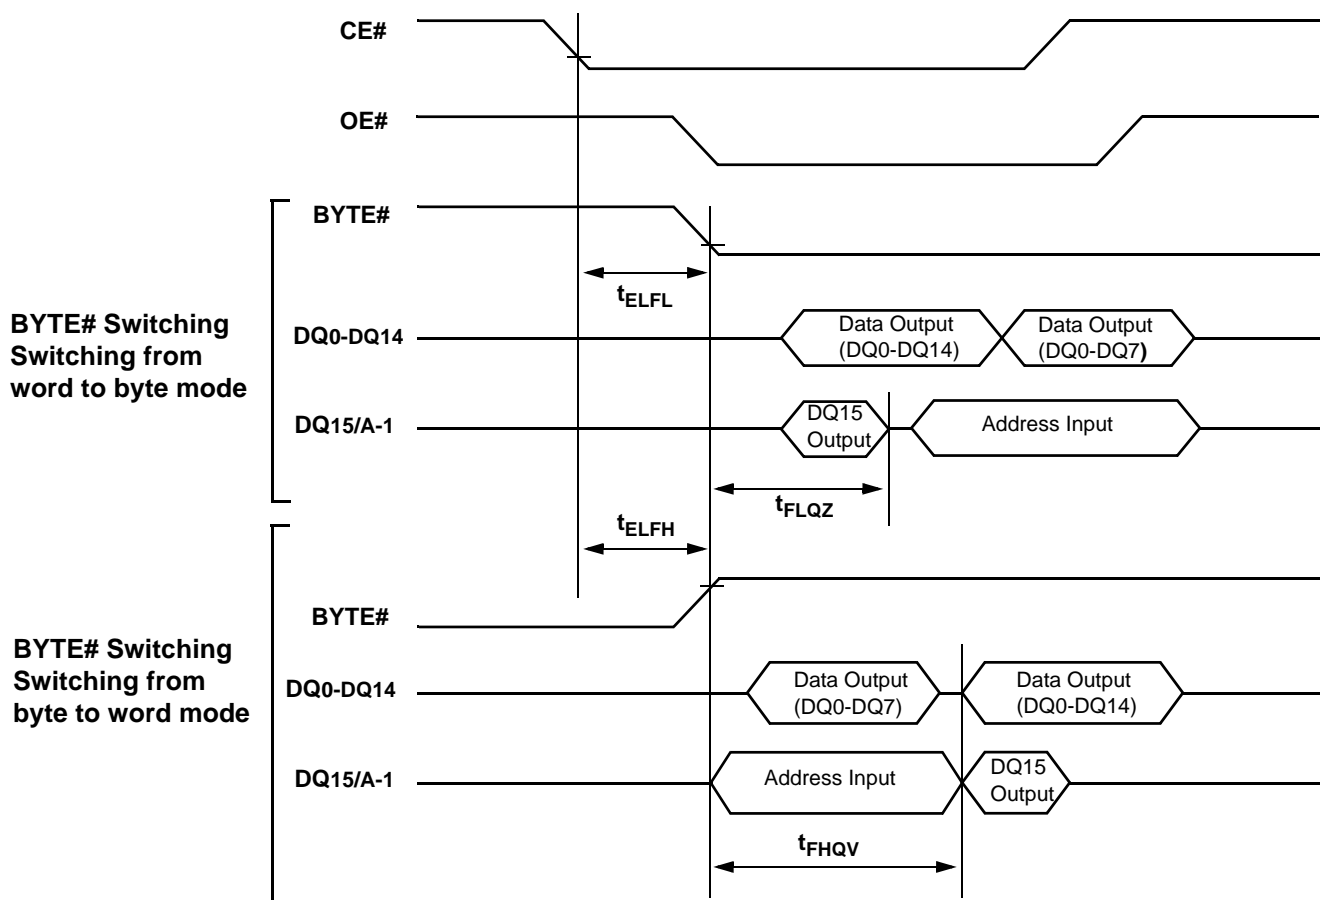 CE#
OE#
BYTE#
tELFL
BYTE# Switching
Switching from
word to byte mode
DQ0-DQ14
Data Output
(DQ0-DQ14)
Data Output
(DQ0-DQ7)
DQ15/A-1
DQ15
Output
Address Input
tFLQZ
tELFH
BYTE#
BYTE# Switching
Switching from
byte to word mode
DQ0-DQ14
Data Output
(DQ0-DQ7)
Data Output
(DQ0-DQ14)
DQ15/A-1
Address Input
DQ15
Output
tFHQV